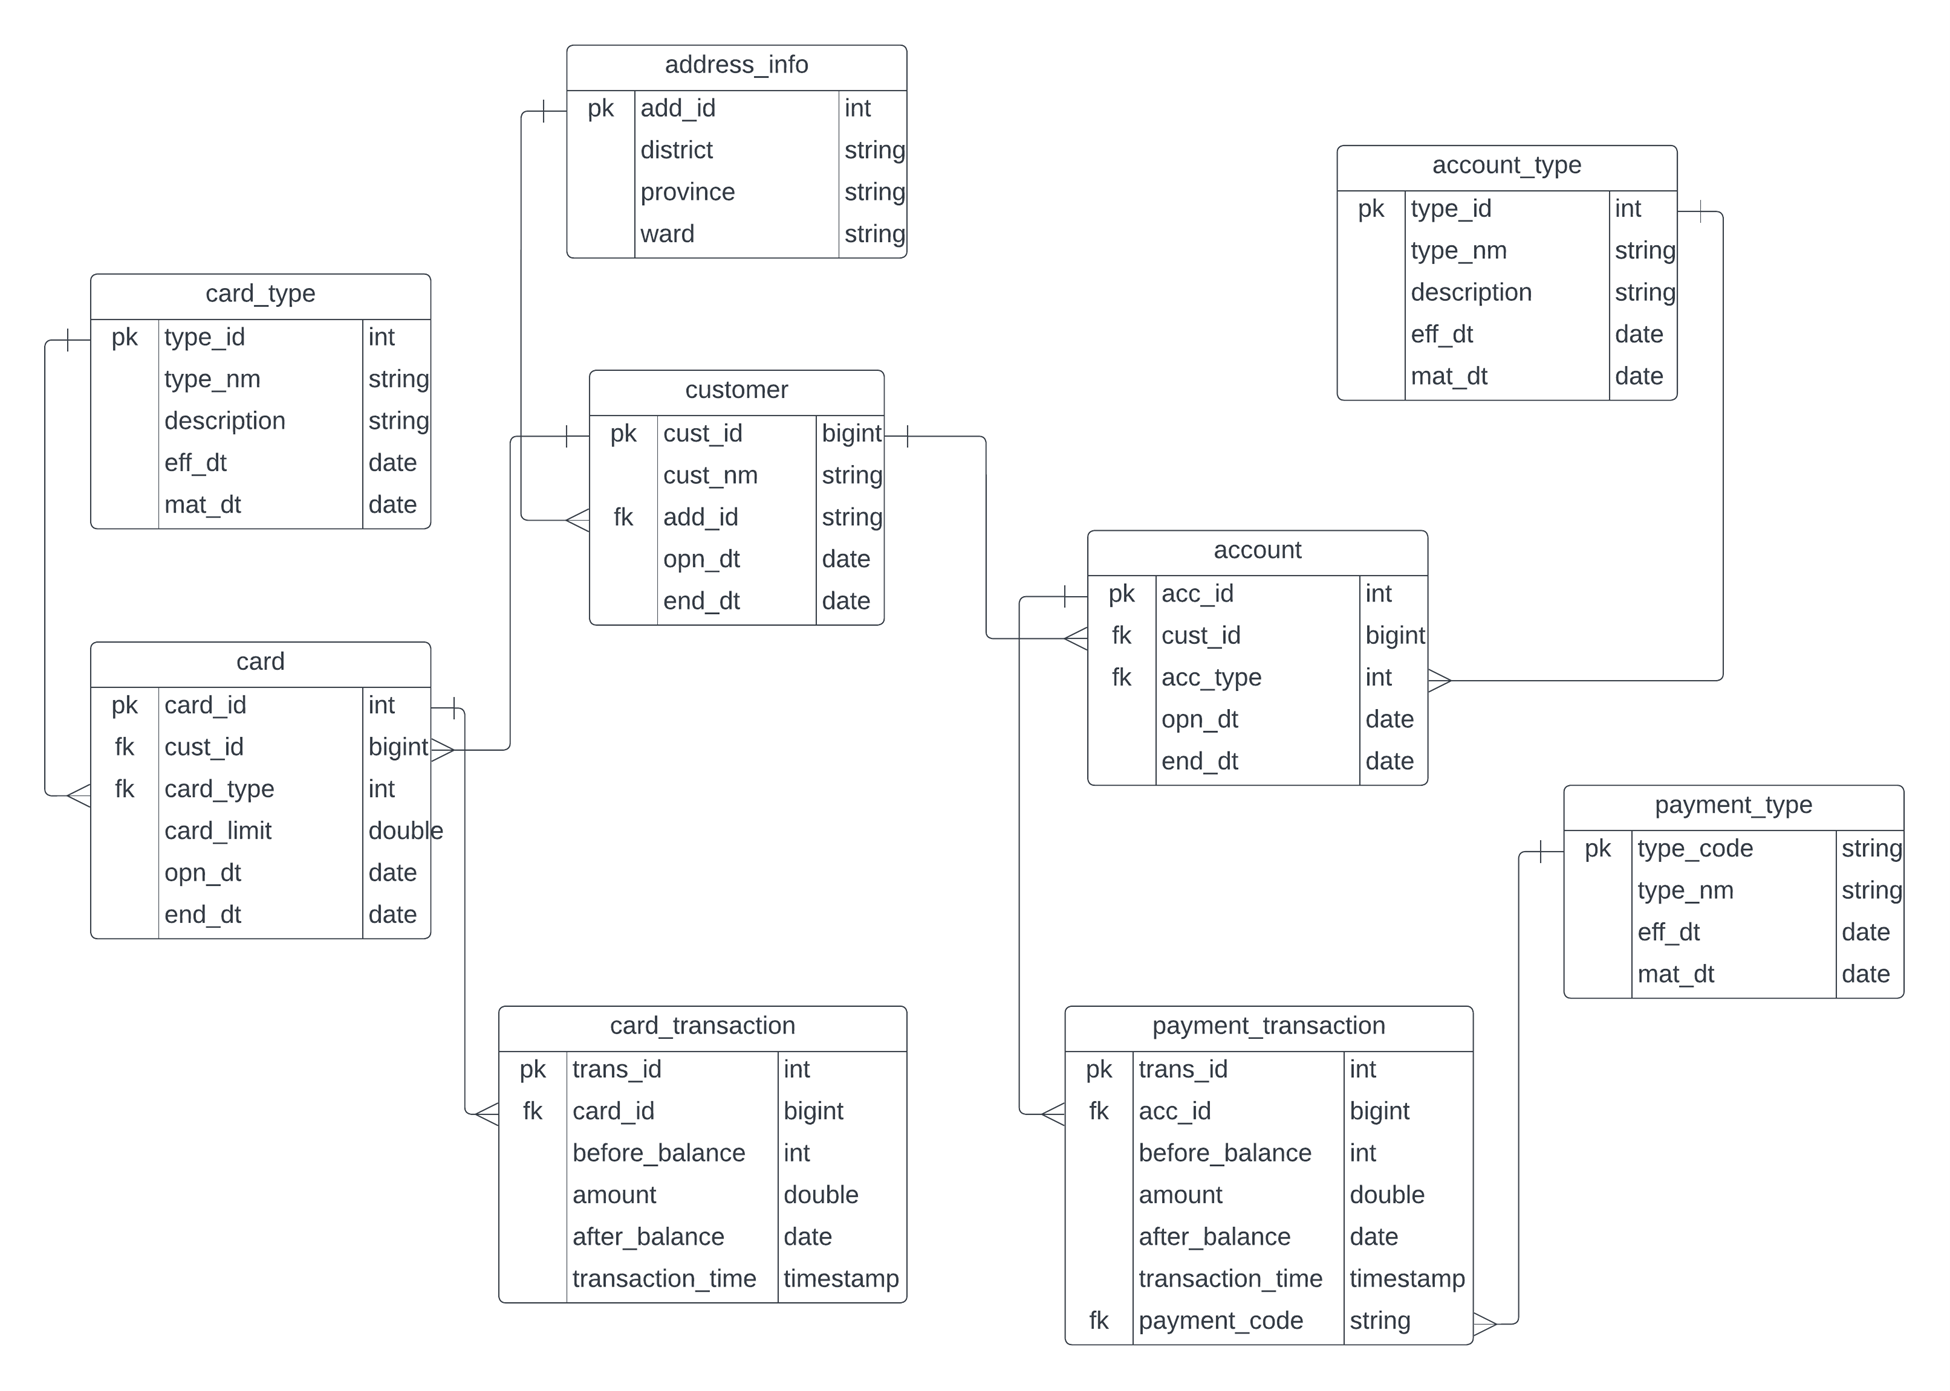 address_info
pk add_id int
district string
province string
ward string
account_type
pk type_id int
type_nm string
description string
eff_dt date
mat_dt date
card_type
pk type_id int
type_nm string
description string
eff_dt date
mat_dt date
customer
pk cust_id bigint
cust_nm string
fk add_id string
opn_dt date
end_dt date
account
pk acc_id int
fk cust_id bigint
fk acc_type int
opn_dt date
end_dt date
card
pk card_id int
fk cust_id bigint
fk card_type int
card_limit double
opn_dt date
end_dt date
payment_type
pk type_code string
type_nm string
eff_dt date
mat_dt date
card_transaction
pk trans_id int
fk card_id bigint
before_balance int
amount double
after_balance date
transaction_time timestamp
payment_transaction
pk trans_id int
fk acc_id bigint
before_balance int
amount double
after_balance date
transaction_time timestamp
fk payment_code string